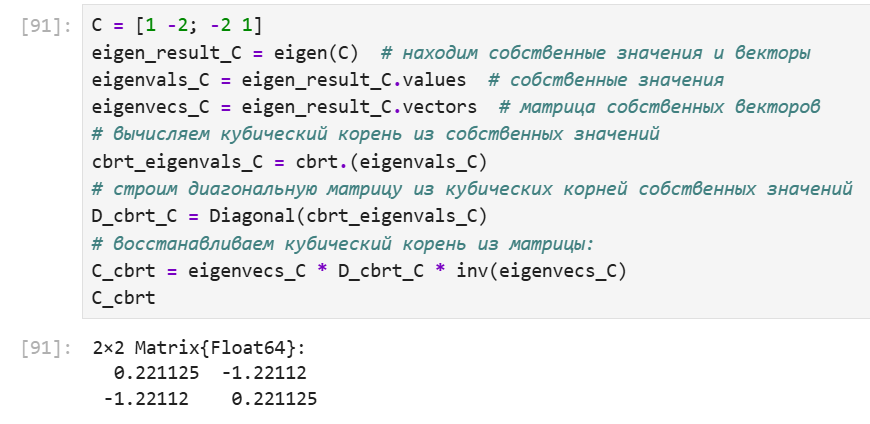 [91]: C = [1 -2; -2 1]
eigen_result_C = eigen(C)  # находим собственные значения и векторы
eigenvals_C = eigen_result_C.values  # собственные значения
eigenvecs_C = eigen_result_C.vectors  # матрица собственных векторов
# вычисляем кубический корень из собственных значений
cbrt_eigenvals_C = cbrt.(eigenvals_C)
# строим диагональную матрицу из кубических корней собственных значений
D_cbrt_C = Diagonal(cbrt_eigenvals_C)
# восстанавливаем кубический корень из матрицы:
C_cbrt = eigenvecs_C * D_cbrt_C * inv(eigenvecs_C)
C_cbrt
[91]: 2×2 Matrix{Float64}:
  0.221125  -1.22112
 -1.22112    0.221125